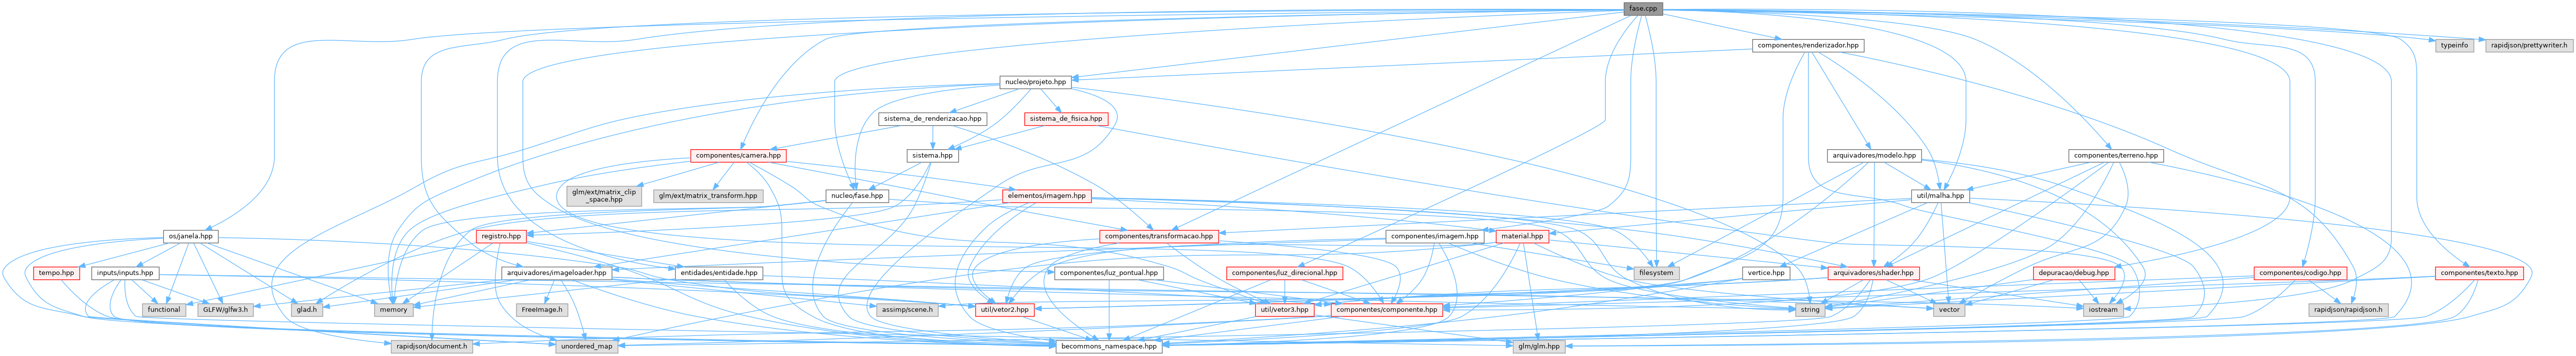 fase.cpp
componentes/renderizador.hpp
typeinfo
rapidjson/prettywriter.h
nucleo/projeto.hpp
sistema_de_renderizacao.hpp
sistema_de_fisica.hpp
componentes/camera.hpp
sistema.hpp
arquivadores/modelo.hpp
componentes/terreno.hpp
glm/ext/matrix_clip
_space.hpp
glm/ext/matrix_transform.hpp
elementos/imagem.hpp
nucleo/fase.hpp
util/malha.hpp
os/janela.hpp
registro.hpp
componentes/transformacao.hpp
componentes/imagem.hpp
material.hpp
tempo.hpp
inputs/inputs.hpp
arquivadores/imageloader.hpp
entidades/entidade.hpp
componentes/luz_pontual.hpp
componentes/luz_direcional.hpp
filesystem
vertice.hpp
arquivadores/shader.hpp
depuracao/debug.hpp
componentes/codigo.hpp
componentes/texto.hpp
functional
GLFW/glfw3.h
glad.h
memory
FreeImage.h
assimp/scene.h
util/vetor2.hpp
util/vetor3.hpp
componentes/componente.hpp
string
vector
iostream
rapidjson/rapidjson.h
rapidjson/document.h
unordered_map
becommons_namespace.hpp
glm/glm.hpp